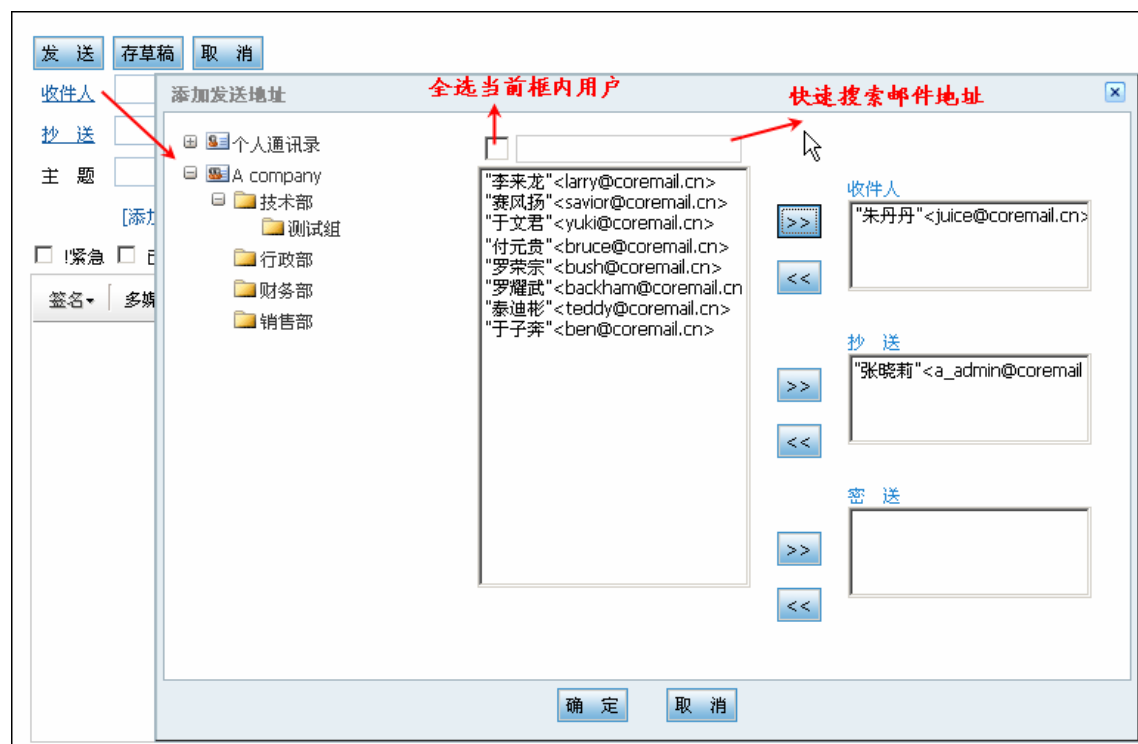 发 送 存草稿 取 消
收件人
抄 送
主 题
[添加
!紧急
签名 多媒
添加发送地址
全选当前框内用户
快速搜索邮件地址
个人通讯录
A company
技术部
测试组
行政部
财务部
销售部
"李来龙"<larry@coremail.cn>
"赛风扬"<savior@coremail.cn>
"于文君"<yuki@coremail.cn>
"付元贵"<bruce@coremail.cn>
"罗荣宗"<bush@coremail.cn>
"罗耀武"<backham@coremail.cn
"泰迪彬"<teddy@coremail.cn>
"于子奔"<ben@coremail.cn>
>>
<<
收件人
"朱丹丹"<juice@coremail.cn>
>>
<<
抄 送
"张晓莉"<a_admin@coremail
>>
<<
密 送
确 定 取 消